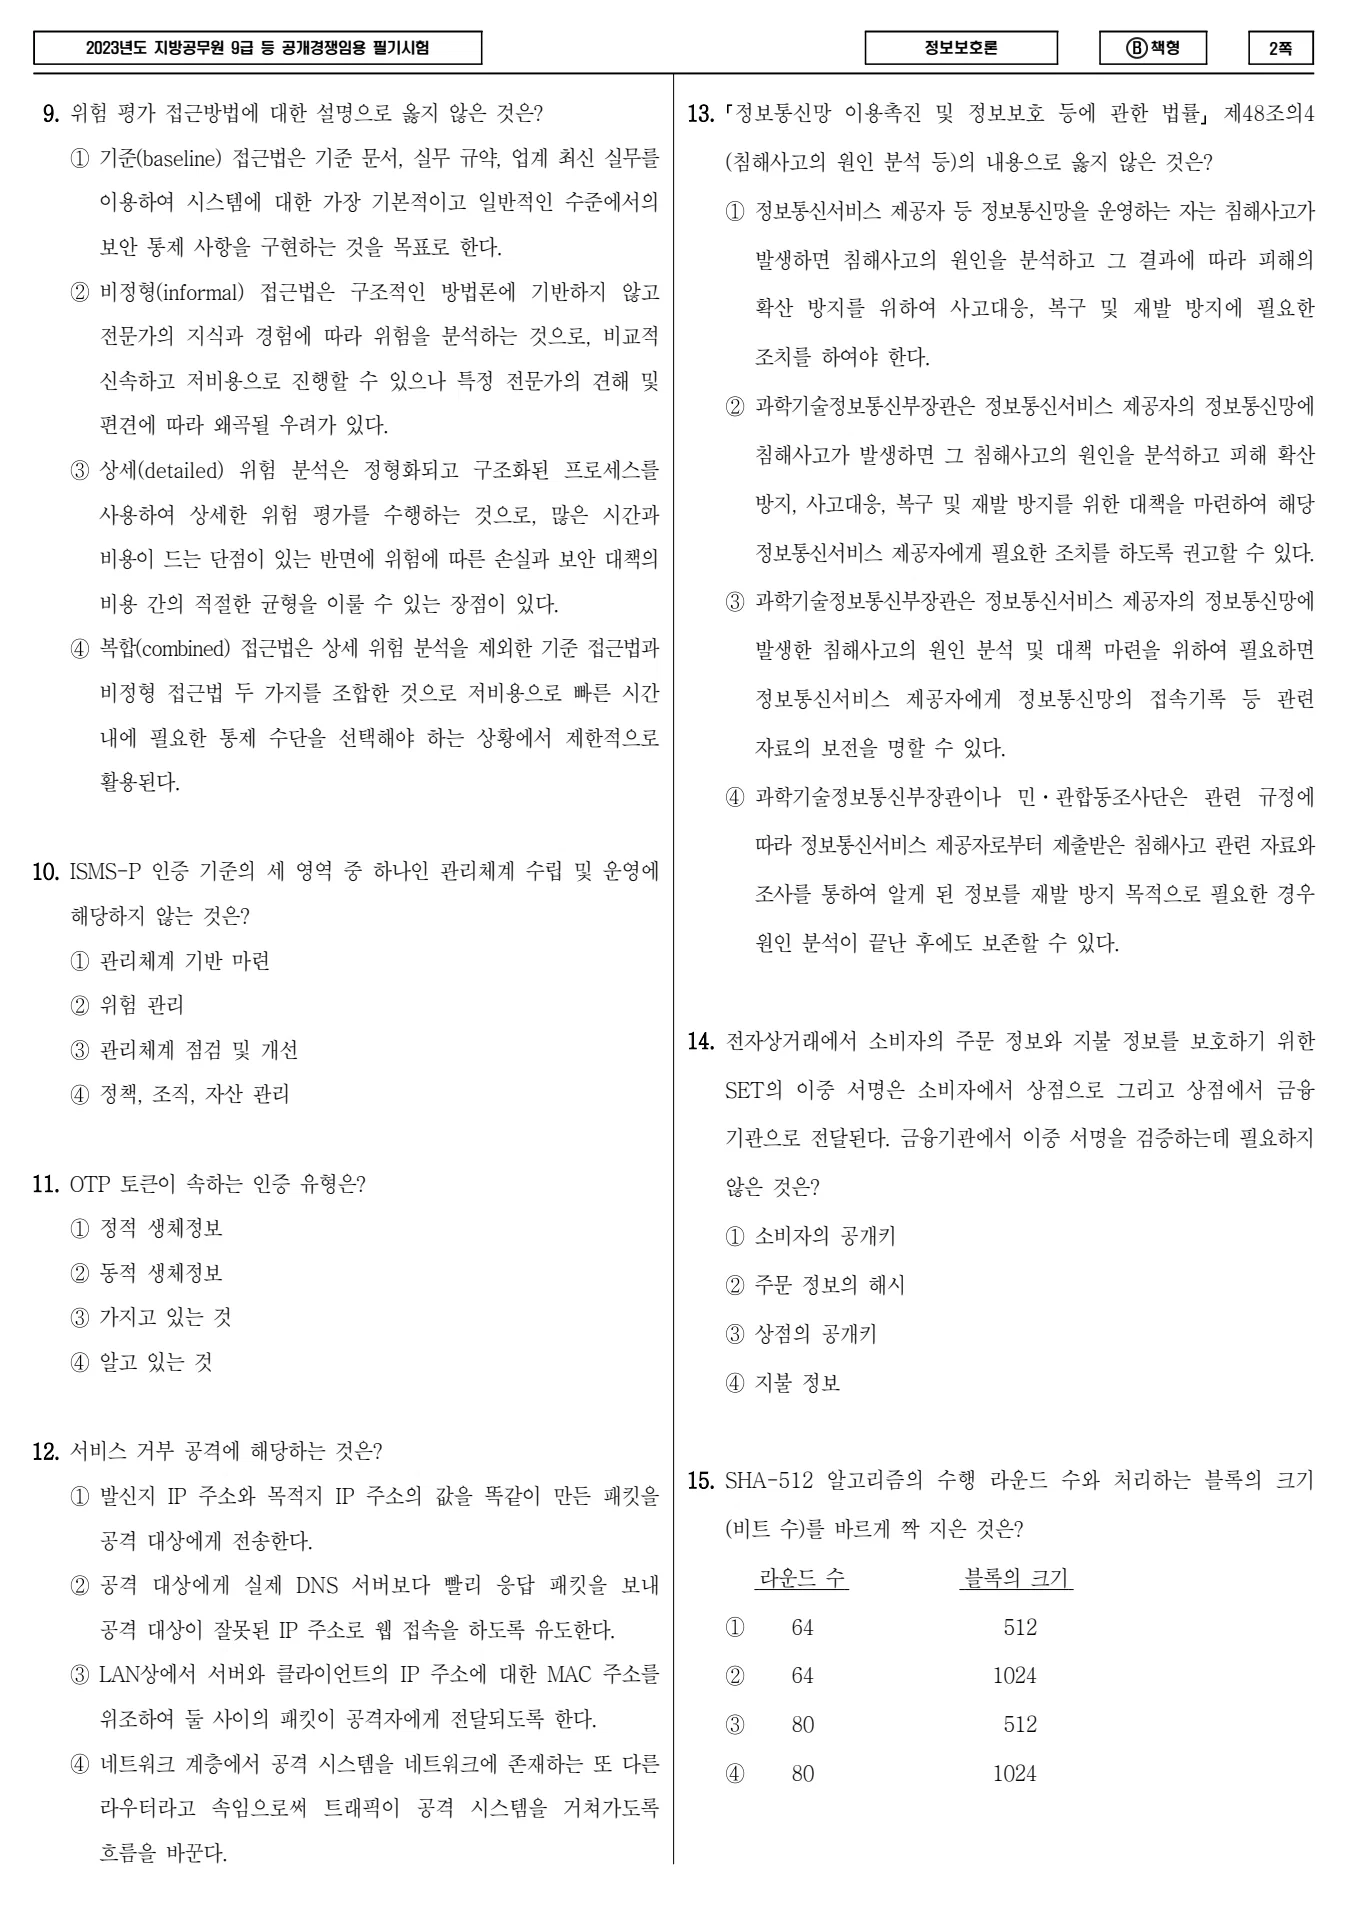 2023년도 지방공무원 9급 등 공개경쟁임용 필기시험
정보보호론
Ⓑ책형
2쪽
9. 위험 평가 접근방법에 대한 설명으로 옳지 않은 것은?
① 기준(baseline) 접근법은 기준 문서, 실무 규약, 업계 최신 실무를
이용하여 시스템에 대한 가장 기본적이고 일반적인 수준에서의
보안 통제 사항을 구현하는 것을 목표로 한다.
② 비정형(informal) 접근법은 구조적인 방법론에 기반하지 않고
전문가의 지식과 경험에 따라 위험을 분석하는 것으로, 비교적
신속하고 저비용으로 진행할 수 있으나 특정 전문가의 견해 및
편견에 따라 왜곡될 우려가 있다.
③ 상세(detailed) 위험 분석은 정형화되고 구조화된 프로세스를
사용하여 상세한 위험 평가를 수행하는 것으로, 많은 시간과
비용이 드는 단점이 있는 반면에 위험에 따른 손실과 보안 대책의
비용 간의 적절한 균형을 이룰 수 있는 장점이 있다.
④ 복합(combined) 접근법은 상세 위험 분석을 제외한 기준 접근법과
비정형 접근법 두 가지를 조합한 것으로 저비용으로 빠른 시간
내에 필요한 통제 수단을 선택해야 하는 상황에서 제한적으로
활용된다.
10. ISMS-P 인증 기준의 세 영역 중 하나인 관리체계 수립 및 운영에
해당하지 않는 것은?
① 관리체계 기반 마련
② 위험 관리
③ 관리체계 점검 및 개선
④ 정책, 조직, 자산 관리
11. OTP 토큰이 속하는 인증 유형은?
① 정적 생체정보
② 동적 생체정보
③ 가지고 있는 것
④ 알고 있는 것
12. 서비스 거부 공격에 해당하는 것은?
① 발신지 IP 주소와 목적지 IP 주소의 값을 똑같이 만든 패킷을
공격 대상에게 전송한다.
② 공격 대상에게 실제 DNS 서버보다 빨리 응답 패킷을 보내
공격 대상이 잘못된 IP 주소로 웹 접속을 하도록 유도한다.
③ LAN상에서 서버와 클라이언트의 IP 주소에 대한 MAC 주소를
위조하여 둘 사이의 패킷이 공격자에게 전달되도록 한다.
④ 네트워크 계층에서 공격 시스템을 네트워크에 존재하는 또 다른
라우터라고 속임으로써 트래픽이 공격 시스템을 거쳐가도록
흐름을 바꾼다.
13. 「정보통신망 이용촉진 및 정보보호 등에 관한 법률」 제48조의4
(침해사고의 원인 분석 등)의 내용으로 옳지 않은 것은?
① 정보통신서비스 제공자 등 정보통신망을 운영하는 자는 침해사고가
발생하면 침해사고의 원인을 분석하고 그 결과에 따라 피해의
확산 방지를 위하여 사고대응, 복구 및 재발 방지에 필요한
조치를 하여야 한다.
② 과학기술정보통신부장관은 정보통신서비스 제공자의 정보통신망에
침해사고가 발생하면 그 침해사고의 원인을 분석하고 피해 확산
방지, 사고대응, 복구 및 재발 방지를 위한 대책을 마련하여 해당
정보통신서비스 제공자에게 필요한 조치를 하도록 권고할 수 있다.
③ 과학기술정보통신부장관은 정보통신서비스 제공자의 정보통신망에
발생한 침해사고의 원인 분석 및 대책 마련을 위하여 필요하면
정보통신서비스 제공자에게 정보통신망의 접속기록 등 관련
자료의 보전을 명할 수 있다.
④ 과학기술정보통신부장관이나 민·관합동조사단은 관련 규정에
따라 정보통신서비스 제공자로부터 제출받은 침해사고 관련 자료와
조사를 통하여 알게 된 정보를 재발 방지 목적으로 필요한 경우
원인 분석이 끝난 후에도 보존할 수 있다.
14. 전자상거래에서 소비자의 주문 정보와 지불 정보를 보호하기 위한
SET의 이중 서명은 소비자에서 상점으로 그리고 상점에서 금융
기관으로 전달된다. 금융기관에서 이중 서명을 검증하는데 필요하지
않은 것은?
① 소비자의 공개키
② 주문 정보의 해시
③ 상점의 공개키
④ 지불 정보
15. SHA-512 알고리즘의 수행 라운드 수와 처리하는 블록의 크기
(비트 수)를 바르게 짝 지은 것은?
라운드 수 블록의 크기
① 64 512
② 64 1024
③ 80 512
④ 80 1024